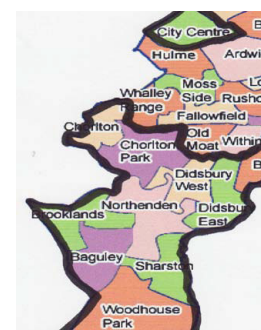 City Centre
Hulme
Ardwi
Moss
Side
Whalley
Range
Rusho
Fallowfield
Chorlton
Old
Moat
Within
Chorlton
Park
Didsbury
West
Northenden
Didsbu
East
Brooklands
Baguley
Sharston
Woodhouse
Park